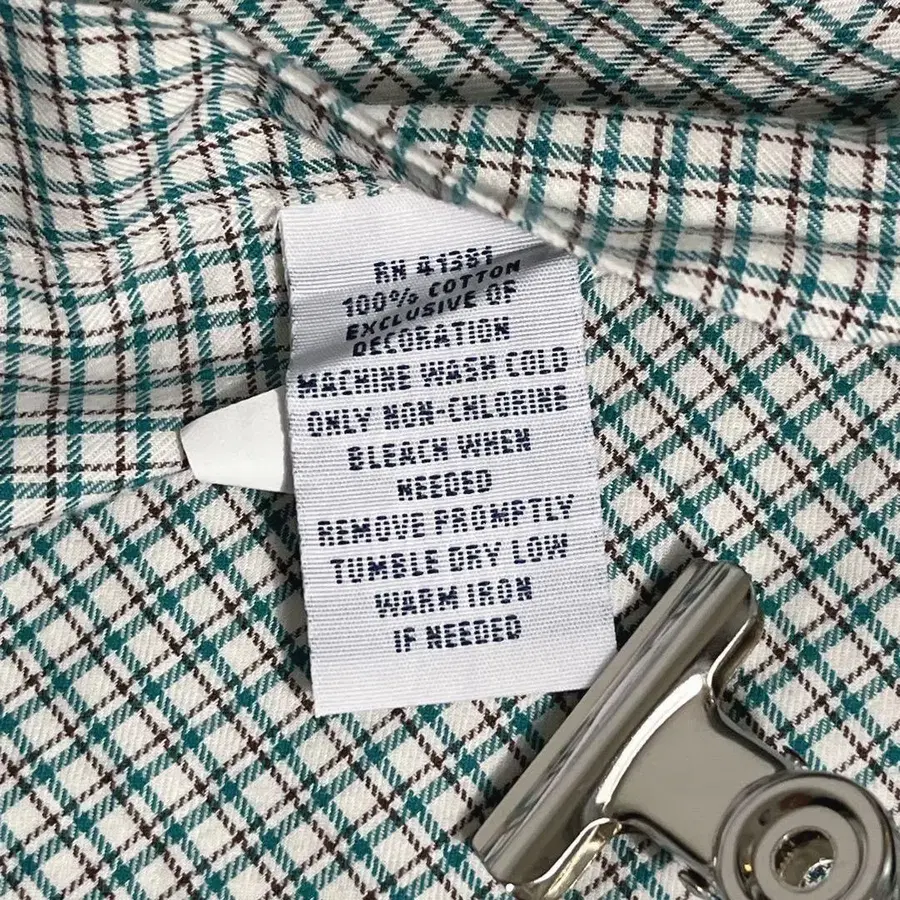 RN 41381
100% COTTON
EXCLUSIVE OF
DECORATION
MACHINE WASH COLD
ONLY NON-CHLORINE
BLEACH WHEN
NEEDED
REMOVE PROMPTLY
TUMBLE DRY LOW
WARM IRON
IF NEEDED